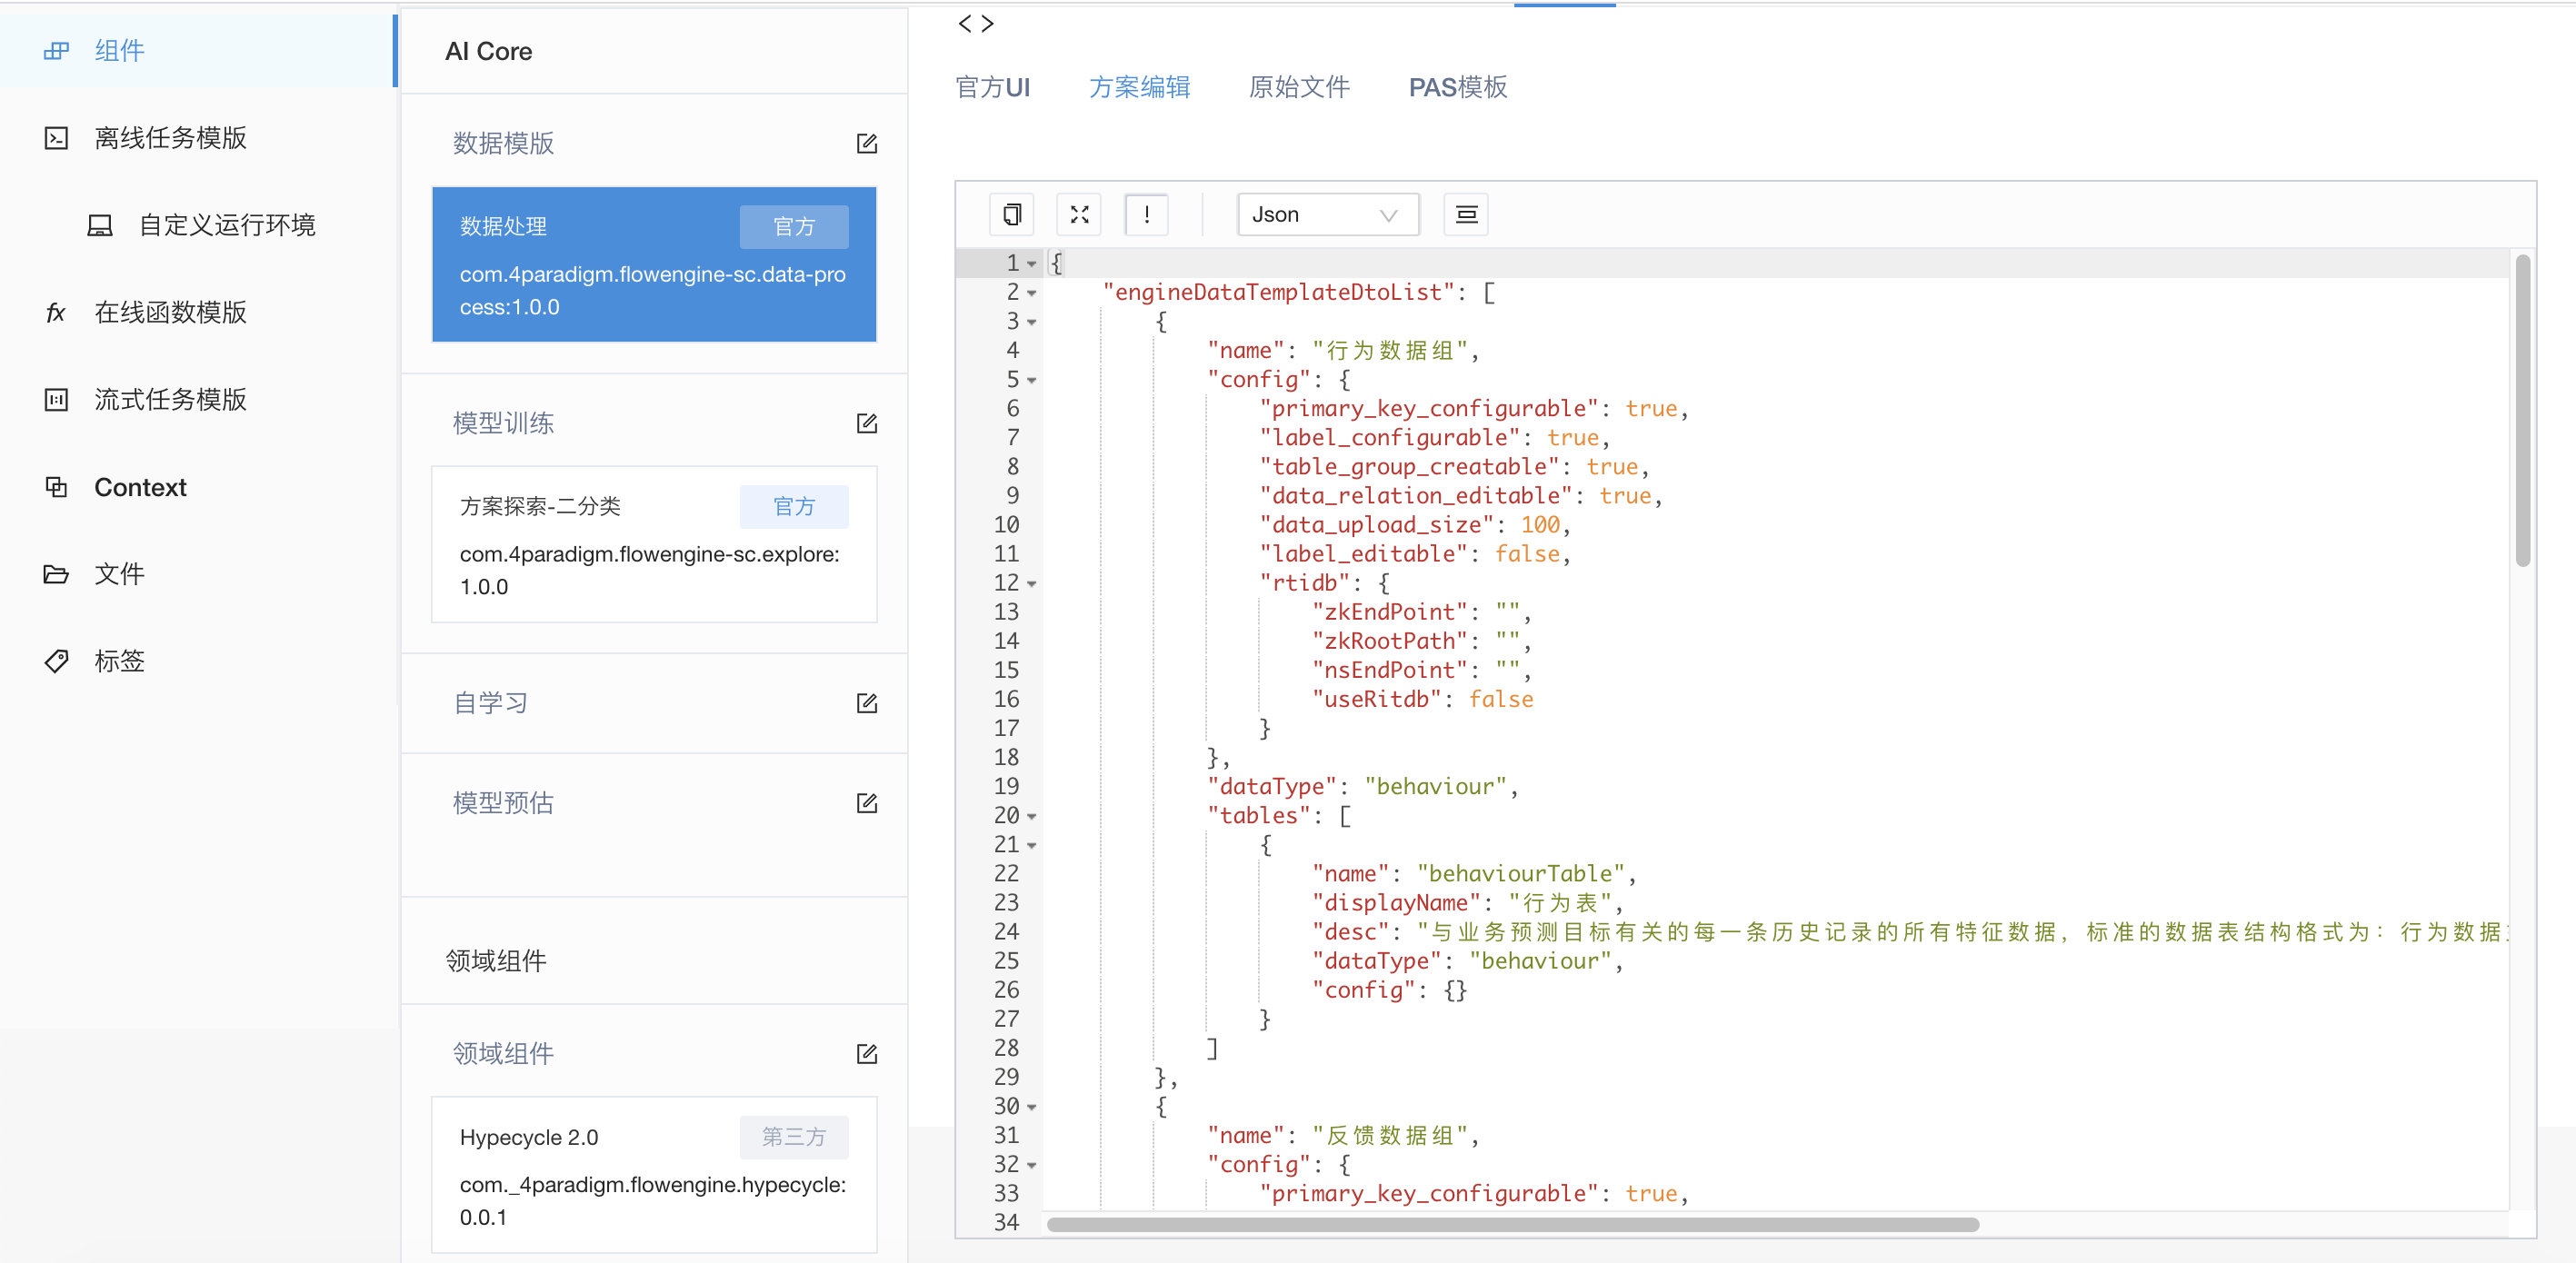 组件
离线任务模版
自定义运行环境
fx 在线函数模版
流式任务模版
Context
文件
标签
AI Core
数据模版
数据处理 官方
com.4paradigm.flowengine-sc.data-pro
cess:1.0.0
模型训练
方案探索-二分类 官方
com.4paradigm.flowengine-sc.explore:
1.0.0
自学习
模型预估
领域组件
领域组件
Hypecycle 2.0 第三方
com._4paradigm.flowengine.hypecycle:
0.0.1
< >
官方UI 方案编辑 原始文件 PAS模板
! Json
1 {
2 "engineDataTemplateDtoList": [
3 {
4 "name": "行为数据组",
5 "config": {
6 "primary_key_configurable": true,
7 "label_configurable": true,
8 "table_group_creatable": true,
9 "data_relation_editable": true,
10 "data_upload_size": 100,
11 "label_editable": false,
12 "rtidb": {
13 "zkEndPoint": "",
14 "zkRootPath": "",
15 "nsEndPoint": "",
16 "useRitdb": false
17 }
18 },
19 "dataType": "behaviour",
20 "tables": [
21 {
22 "name": "behaviourTable",
23 "displayName": "行为表",
24 "desc": "与业务预测目标有关的每一条历史记录的所有特征数据，标准的数据表结构格式为：行为数据
25 "dataType": "behaviour",
26 "config": {}
27 }
28 ]
29 },
30 {
31 "name": "反馈数据组",
32 "config": {
33 "primary_key_configurable": true,
34